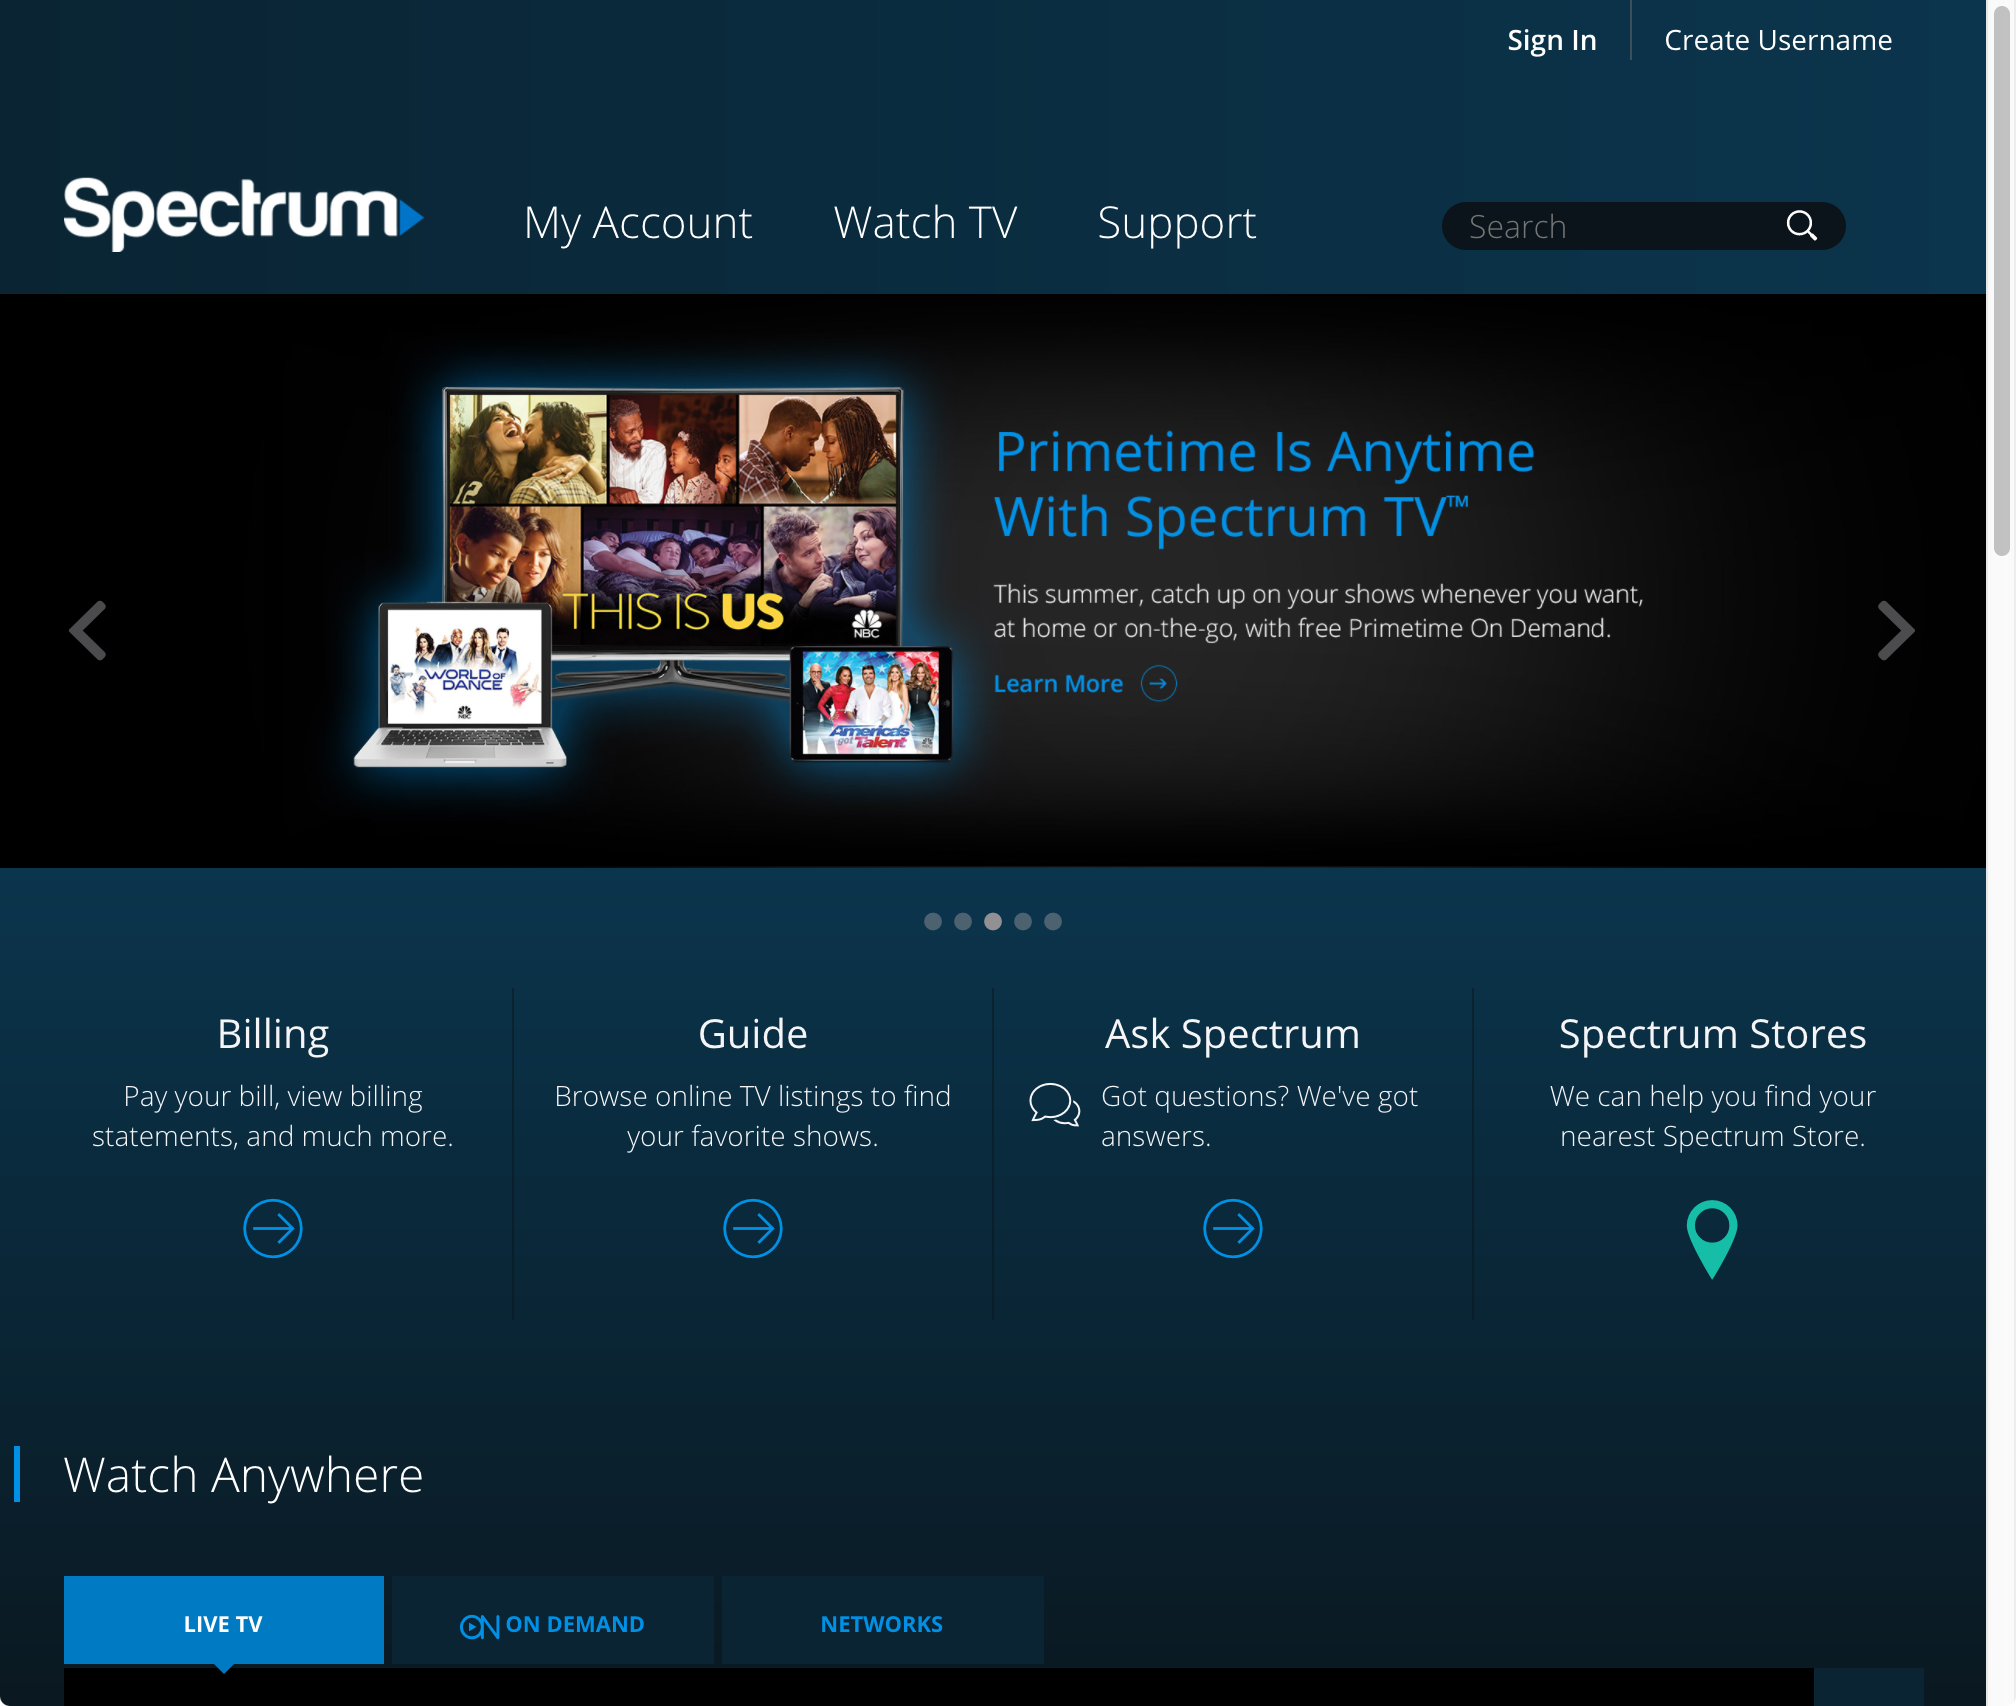 Sign In
Create Username
Spectrum
My Account
Watch TV
Support
Search
Primetime Is Anytime
With Spectrum TV™
This summer, catch up on your shows whenever you want,
at home or on-the-go, with free Primetime On Demand.
Learn More
12
THIS IS US
NBC
WORLD OF
DANCE
NBC
America's
got Talent
Billing
Pay your bill, view billing
statements, and much more.
Guide
Browse online TV listings to find
your favorite shows.
Ask Spectrum
Got questions? We've got
answers.
Spectrum Stores
We can help you find your
nearest Spectrum Store.
Watch Anywhere
LIVE TV
ON ON DEMAND
NETWORKS